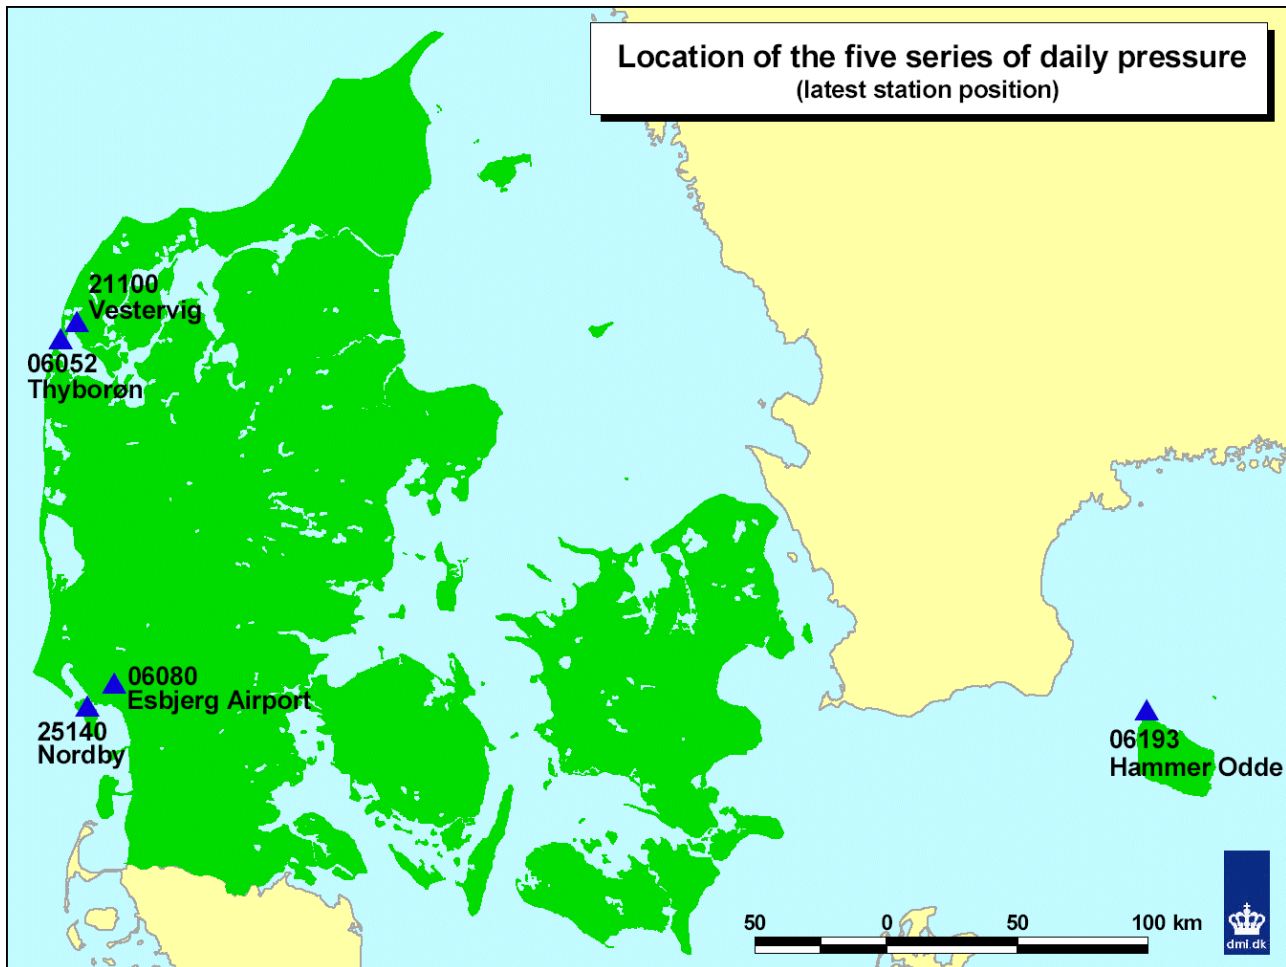 Location of the five series of daily pressure
(latest station position)
21100
Vestervig
06052
Thyborøn
06080
Esbjerg Airport
25140
Nordby
06193
Hammer Odde
50 0 50 100 km
dmi.dk